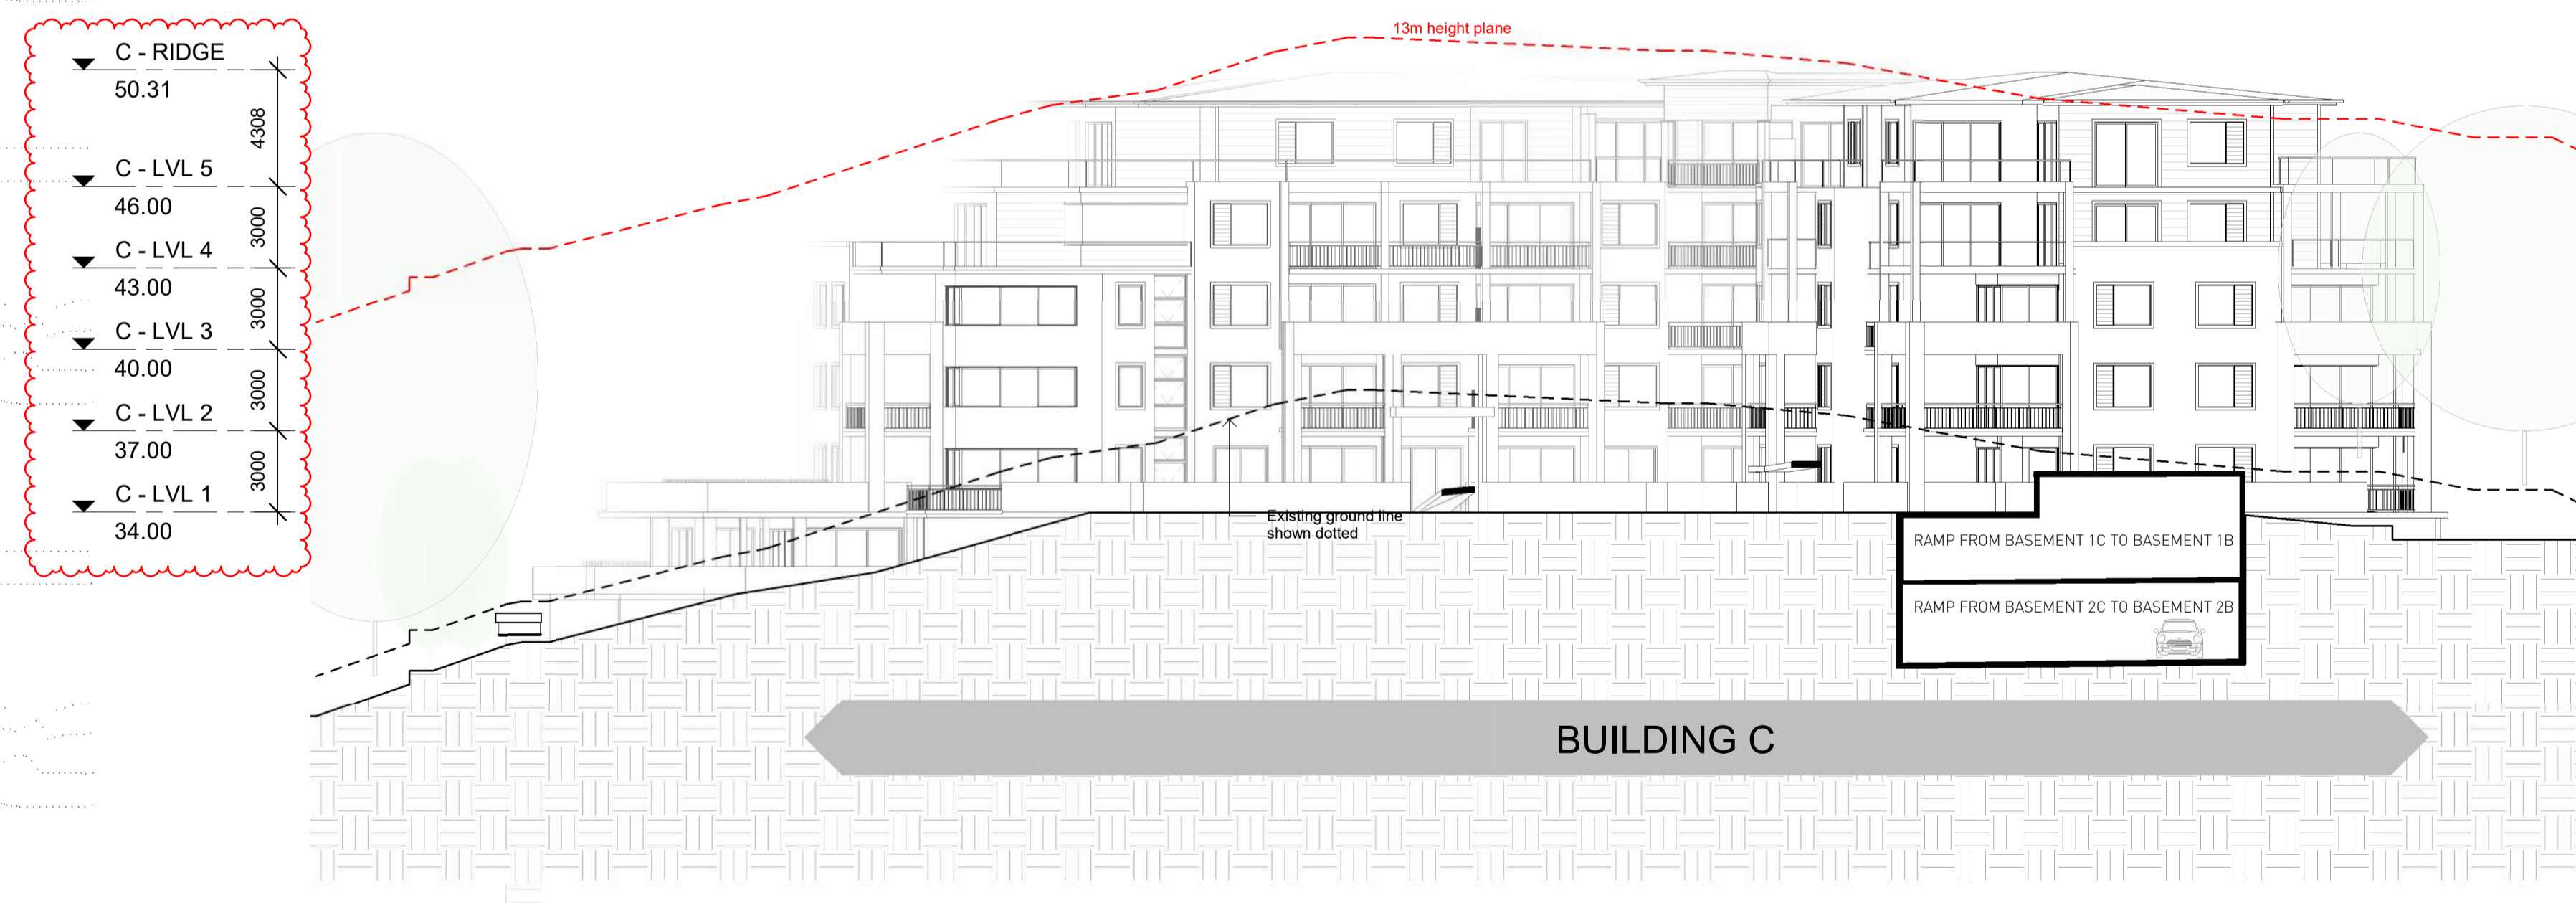 13m height plane
C - RIDGE
50.31
4308
C - LVL 5
46.00
3000
C - LVL 4
43.00
3000
C - LVL 3
40.00
3000
C - LVL 2
37.00
3000
C - LVL 1
34.00
Existing ground line
shown dotted
RAMP FROM BASEMENT 1C TO BASEMENT 1B
RAMP FROM BASEMENT 2C TO BASEMENT 2B
BUILDING C